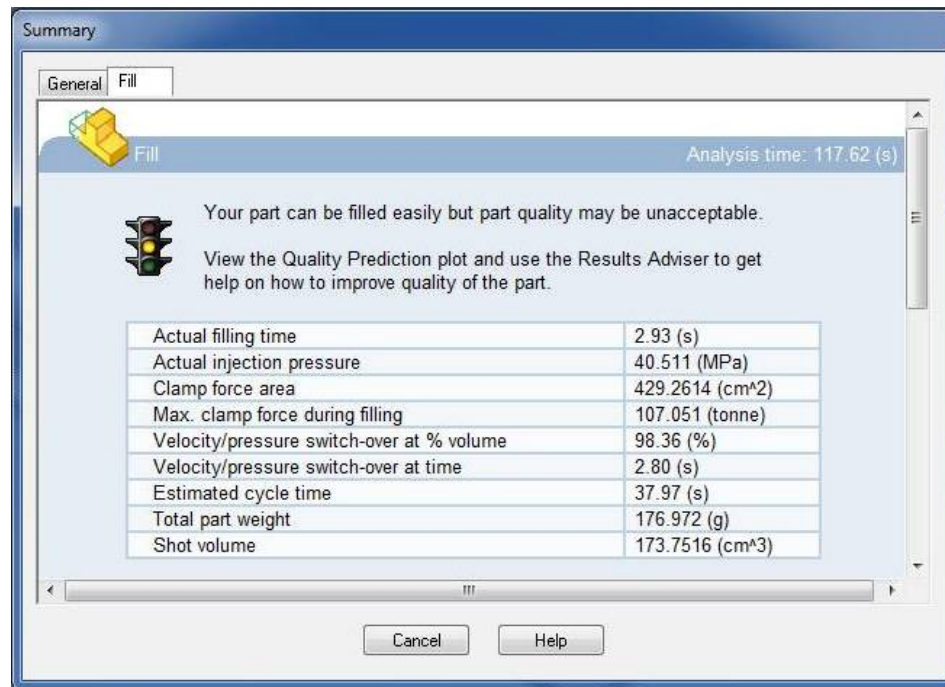 Summary
General Fill
Fill Analysis time: 117.62 (s)
Your part can be filled easily but part quality may be unacceptable.
View the Quality Prediction plot and use the Results Adviser to get
help on how to improve quality of the part.
Actual filling time 2.93 (s)
Actual injection pressure 40.511 (MPa)
Clamp force area 429.2614 (cm^2)
Max. clamp force during filling 107.051 (tonne)
Velocity/pressure switch-over at % volume 98.36 (%)
Velocity/pressure switch-over at time 2.80 (s)
Estimated cycle time 37.97 (s)
Total part weight 176.972 (g)
Shot volume 173.7516 (cm^3)
Cancel Help